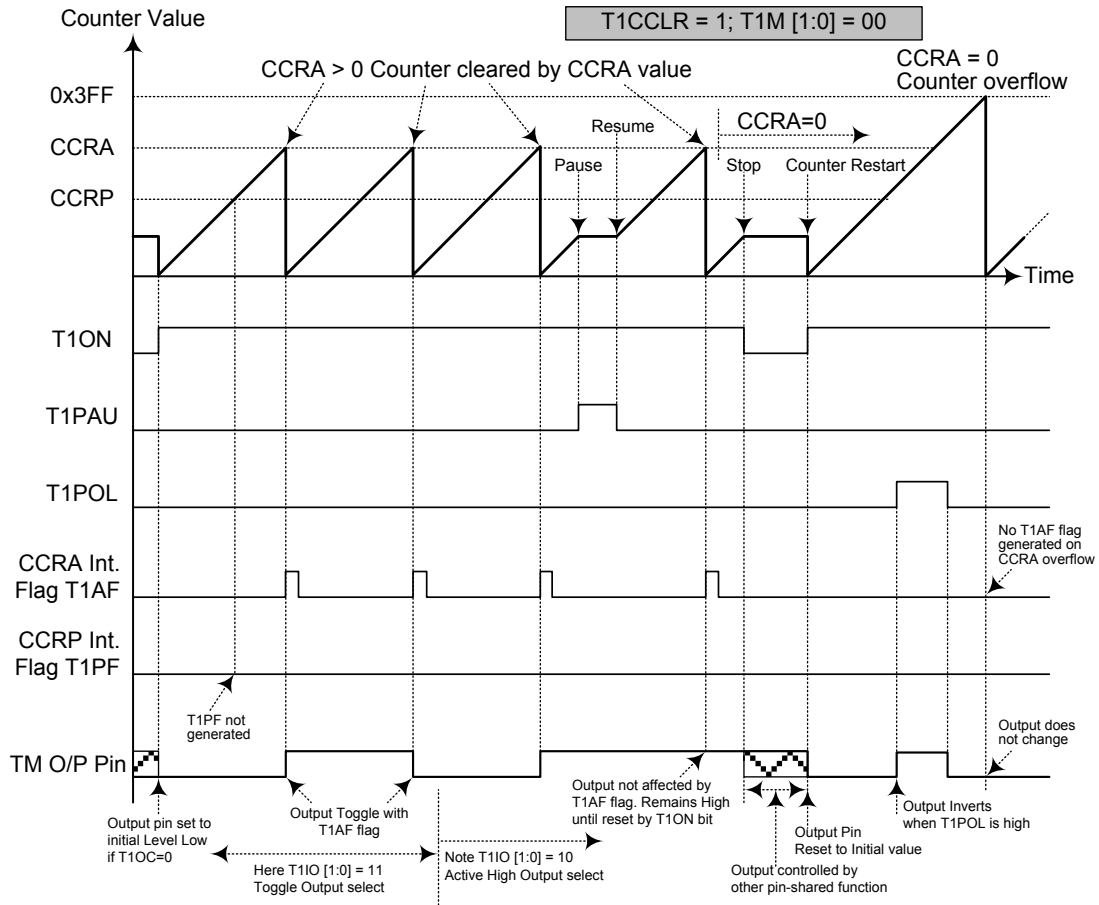 Counter Value
T1CCLR = 1; T1M [1:0] = 00
CCRA > 0 Counter cleared by CCRA value
CCRA = 0
Counter overflow
0x3FF
Resume
CCRA=0
CCRA
Pause
Stop
Counter Restart
CCRP
Time
T1ON
T1PAU
T1POL
No T1AF flag
generated on
CCRA overflow
CCRA Int.
Flag T1AF
CCRP Int.
Flag T1PF
T1PF not
generated
Output does
not change
TM O/P Pin
Output pin set to
initial Level Low
if T1OC=0
Output Toggle with
T1AF flag
Output not affected by
T1AF flag. Remains High
until reset by T1ON bit
Output Inverts
when T1POL is high
Output Pin
Reset to Initial value
Here T1IO [1:0] = 11
Toggle Output select
Note T1IO [1:0] = 10
Active High Output select
Output controlled by
other pin-shared function